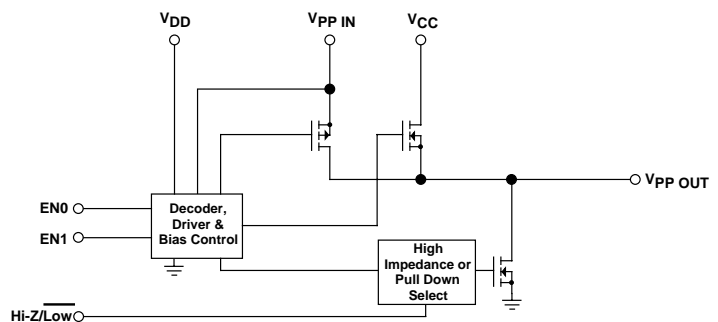 VDD
VPP IN
VCC
VPP OUT
EN0
EN1
Decoder,
Driver &
Bias Control
High
Impedance or
Pull Down
Select
Hi-Z/Low